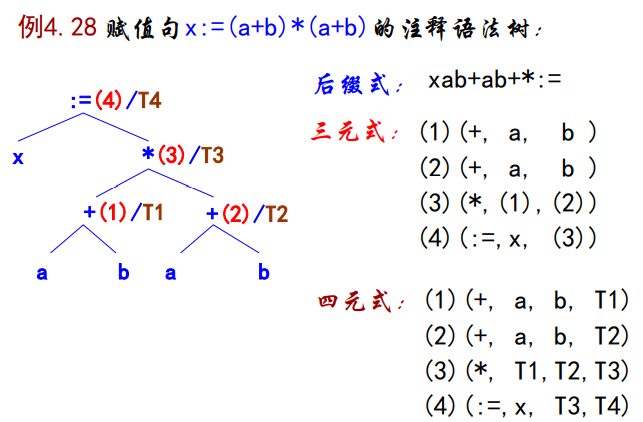 例4.28 赋值句x:=(a+b)*(a+b)的注释语法树：
:=(4)/T4
x
*(3)/T3
+(1)/T1
+(2)/T2
a
b
a
b
后缀式： xab+ab+*:=
三元式： (1)(+, a, b )
(2)(+, a, b )
(3)(*,(1),(2))
(4)(:=,x, (3))
四元式： (1)(+, a, b, T1)
(2)(+, a, b, T2)
(3)(*, T1,T2,T3)
(4)(:=,x, T3,T4)